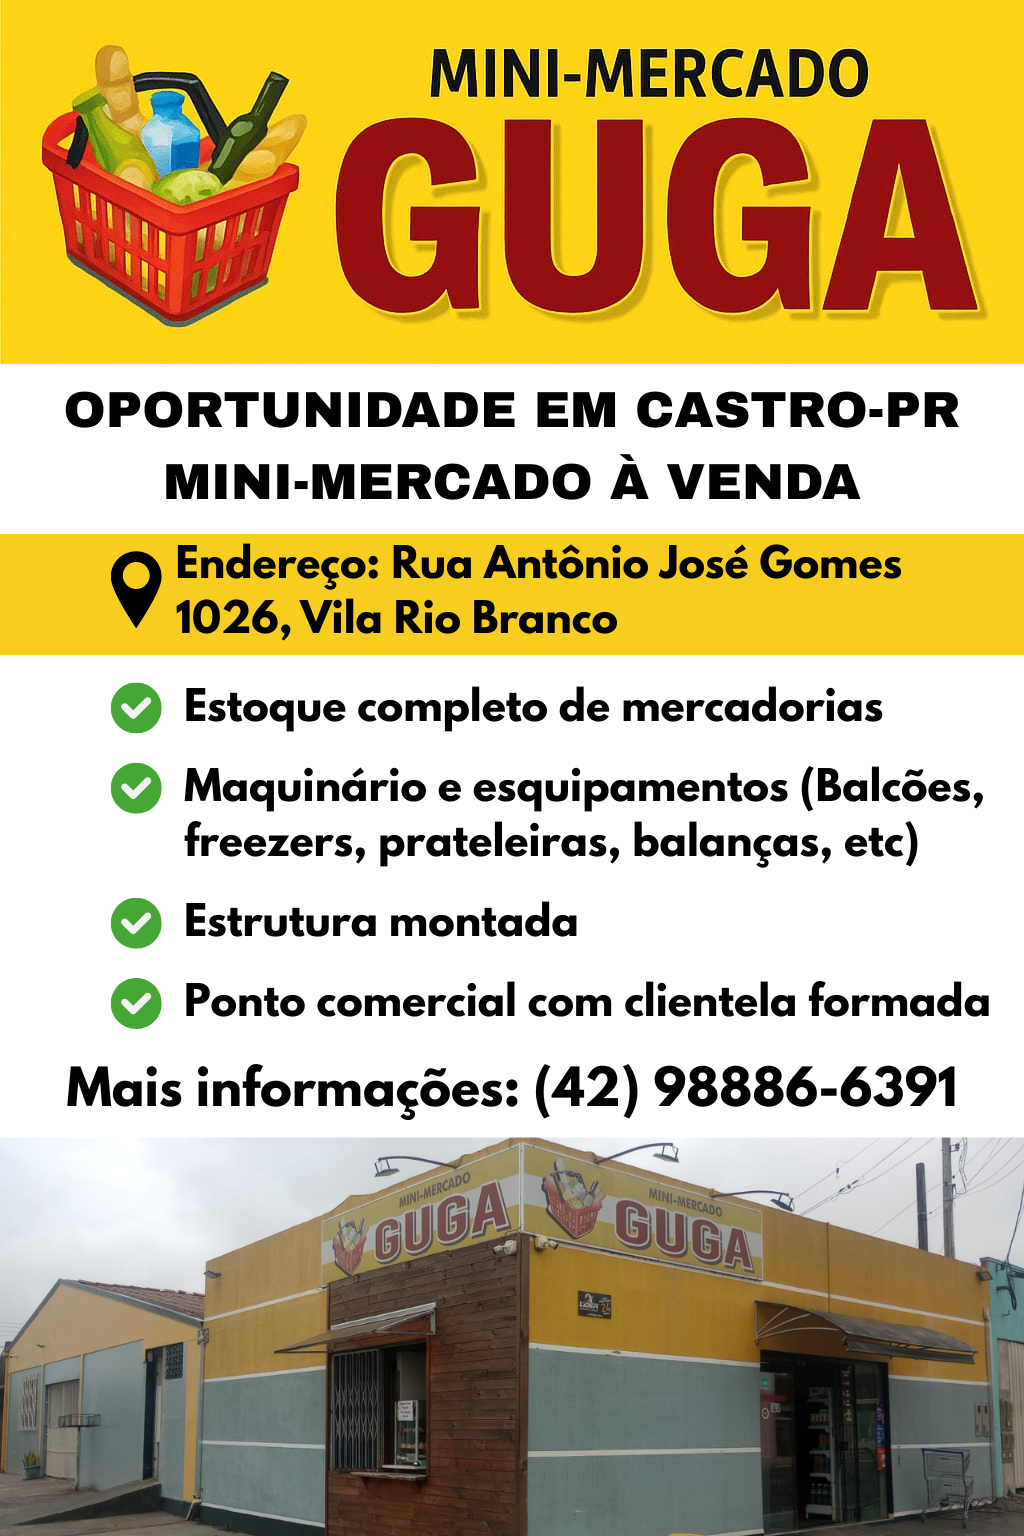 MINI-MERCADO
GUGA
OPORTUNIDADE EM CASTRO-PR
MINI-MERCADO À VENDA
Endereço: Rua Antônio José Gomes
1026, Vila Rio Branco
Estoque completo de mercadorias
Maquinário e esquipamentos (Balcões,
freezers, prateleiras, balanças, etc)
Estrutura montada
Ponto comercial com clientela formada
Mais informações: (42) 98886-6391
MINI-MERCADO
GUGA
MINI-MERCADO
GUGA
LIDER 24